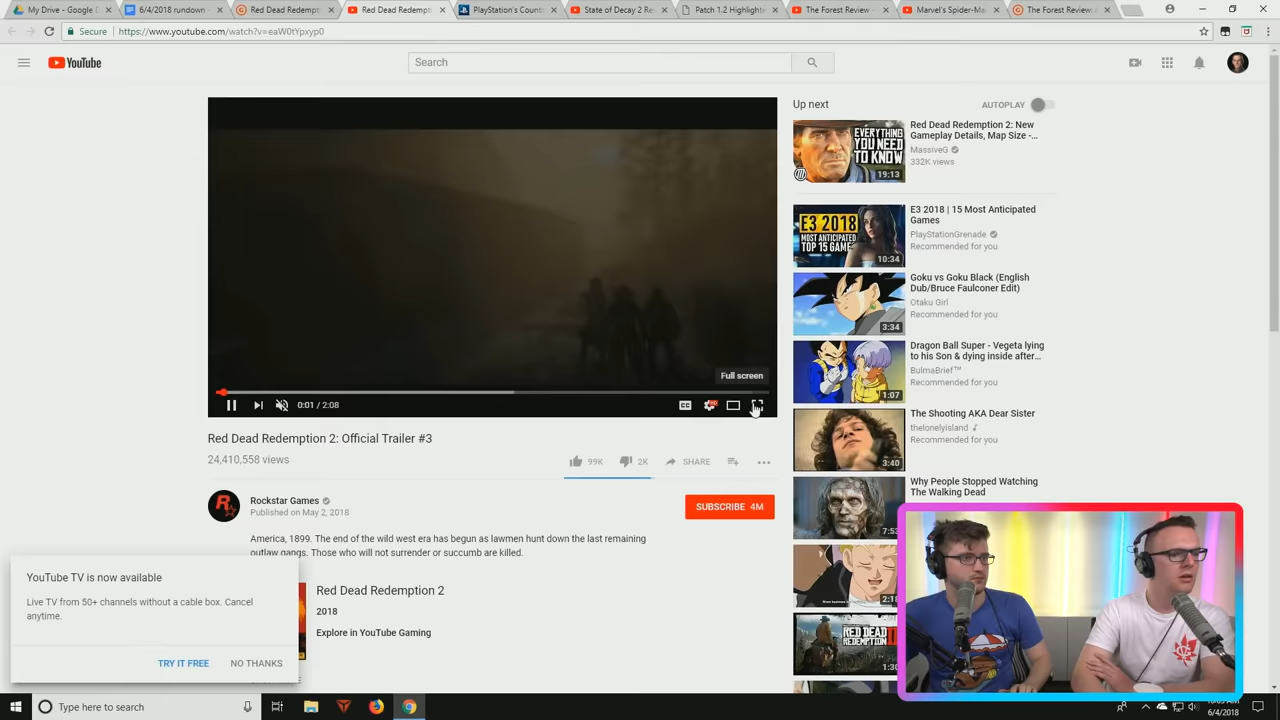 My Drive - Google D
6/4/2018 rundown -
Red Dead Redempti
Red Dead Redempti
PlayStation's Count
State of Decay 2 Re
Patch 1.2 Highlight
The Forest Review
Marvel's Spider-Ma
The Forest Review
Secure
https://www.youtube.com/watch?v=eaW0tYpxyp0
YouTube
Search
Up next
AUTOPLAY
EVERYTHING
YOU NEED
TO KNOW
19:13
Red Dead Redemption 2: New
Gameplay Details, Map Size -...
MassiveG
332K views
E3 2018
MOST ANTICIPATED
TOP 15 GAME
10:34
E3 2018 | 15 Most Anticipated
Games
PlayStationGrenade
Recommended for you
3:34
Goku vs Goku Black (English
Dub/Bruce Faulconer Edit)
Otaku Girl
Recommended for you
1:07
Dragon Ball Super - Vegeta lying
to his Son & dying inside after...
BulmaBrief™
Recommended for you
3:40
The Shooting AKA Dear Sister
thelonelyisland
Recommended for you
7:53
Why People Stopped Watching
The Walking Dead
2:18
RED DEAD
1:30
Full screen
0:01 / 2:08
CC
HD
Red Dead Redemption 2: Official Trailer #3
24,410,558 views
99K
2K
SHARE
Rockstar Games
Published on May 2, 2018
SUBSCRIBE 4M
America, 1899. The end of the wild west era has begun as lawmen hunt down the last remaining
outlaw gangs. Those who will not surrender or succumb are killed.
Red Dead Redemption 2
2018
Explore in YouTube Gaming
YouTube TV is now available
Live TV from 50+ channels without a cable box. Cancel
anytime.
TRY IT FREE
NO THANKS
Type here to search
6/4/2018